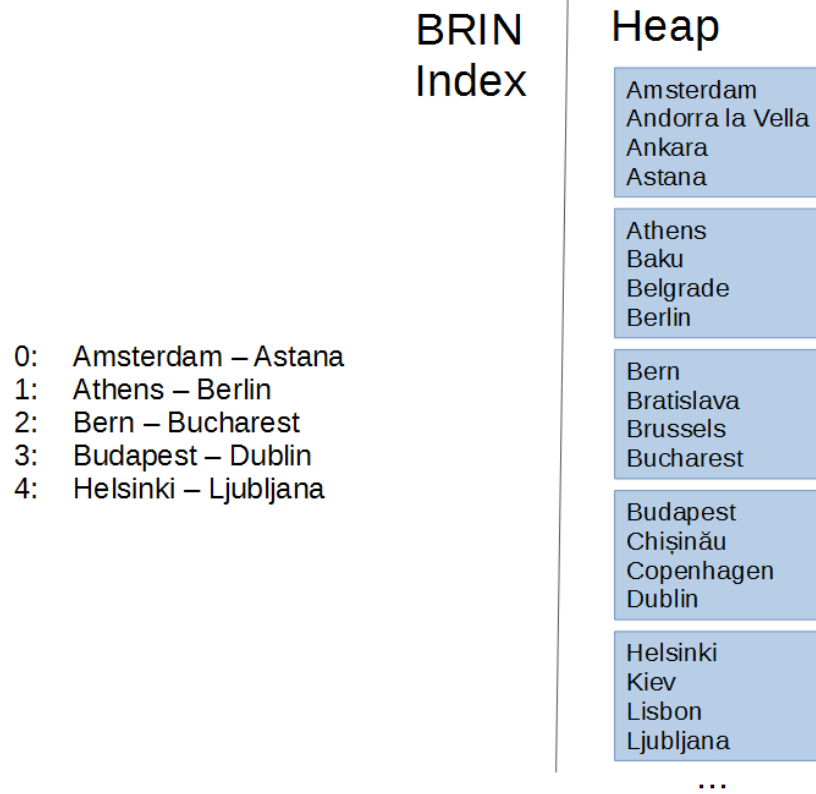 BRIN
Index
0: Amsterdam – Astana
1: Athens – Berlin
2: Bern – Bucharest
3: Budapest – Dublin
4: Helsinki – Ljubljana
Heap
Amsterdam
Andorra la Vella
Ankara
Astana
Athens
Baku
Belgrade
Berlin
Bern
Bratislava
Brussels
Bucharest
Budapest
Chișinău
Copenhagen
Dublin
Helsinki
Kiev
Lisbon
Ljubljana
...